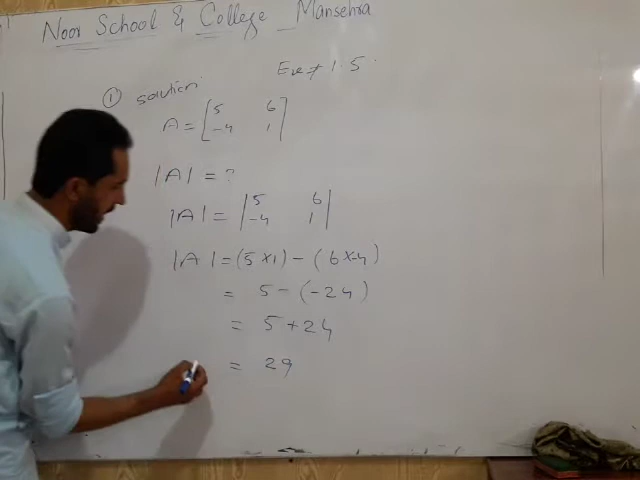 Noor School & College _ Mansehra
Ex # 1.5
① solution
A = [5 6
-4 1]
|A| = ?
|A| = |5 6
-4 1|
|A| = (5×1) - (6×-4)
= 5 - (-24)
= 5 + 24
= 29